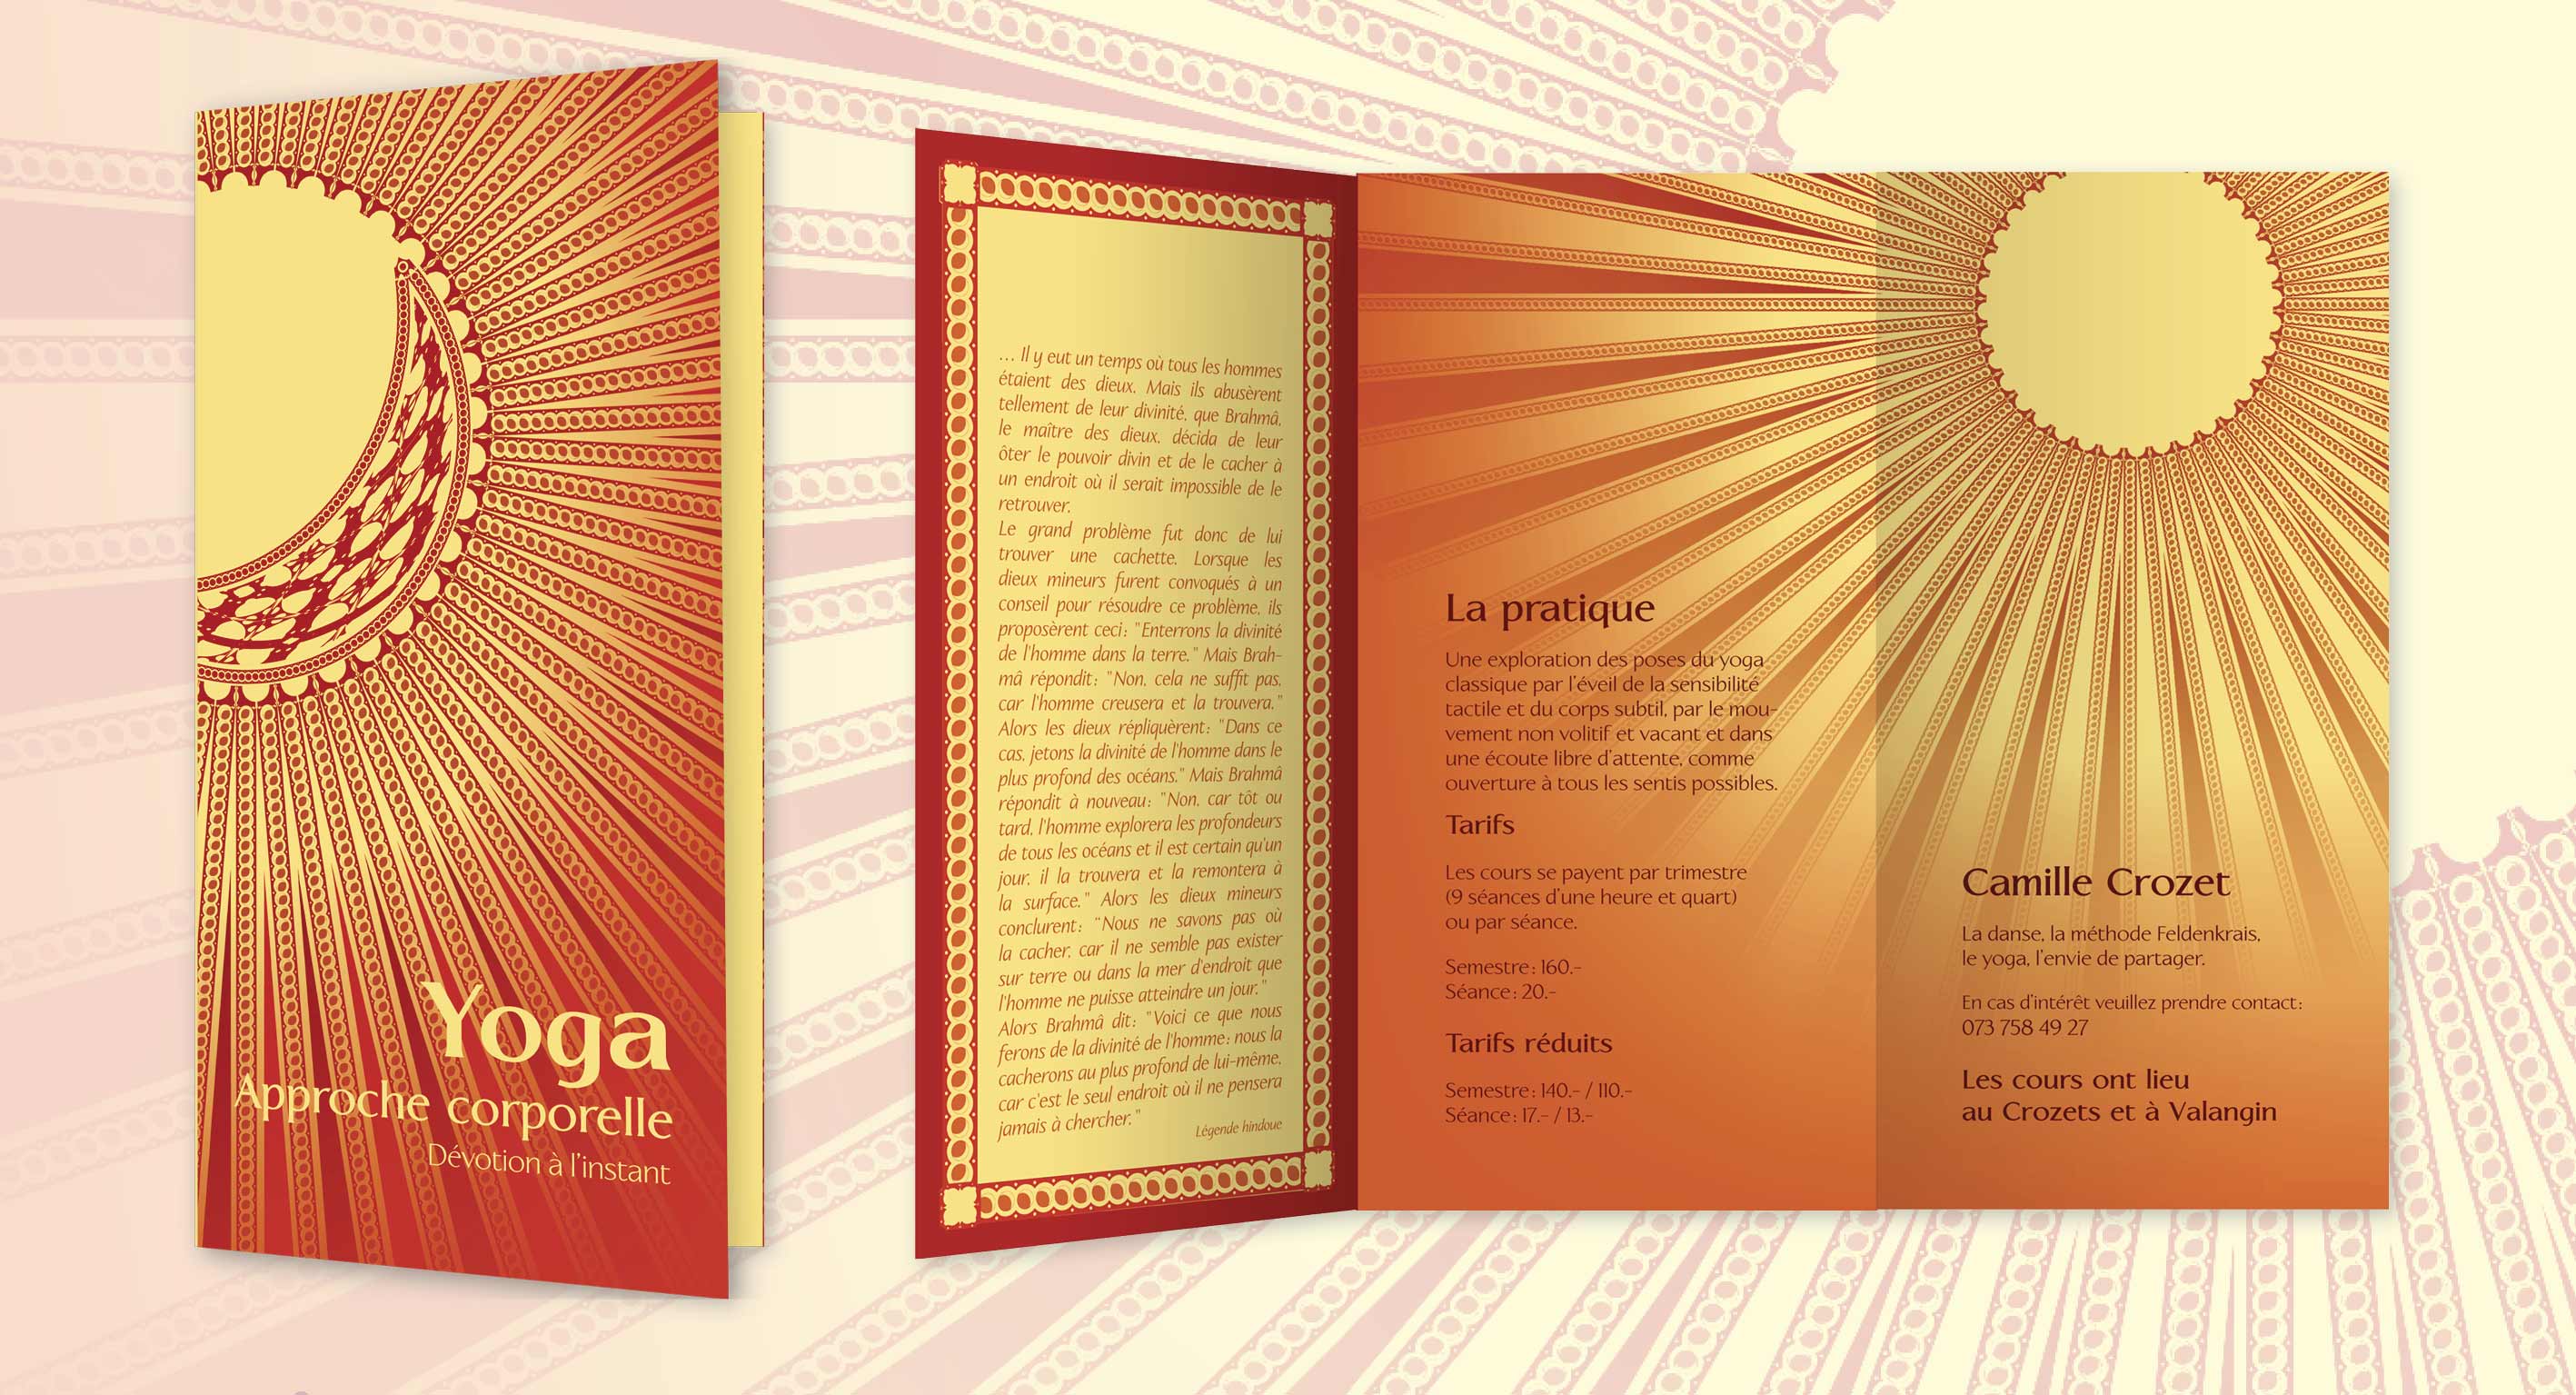 Yoga
Approche corporelle
Dévotion à l'instant
... Il y eut un temps où tous les hommes
étaient des dieux. Mais ils abusèrent
tellement de leur divinité, que Brahmâ,
le maître des dieux, décida de leur
ôter le pouvoir divin et de le cacher à
un endroit où il serait impossible de le
retrouver.
Le grand problème fut donc de lui
trouver une cachette. Lorsque les
dieux mineurs furent convoqués à un
conseil pour résoudre ce problème, ils
proposèrent ceci: "Enterrons la divinité
de l'homme dans la terre." Mais Brah-
mâ répondit: "Non, cela ne suffit pas,
car l'homme creusera et la trouvera."
Alors les dieux répliquèrent: "Dans ce
cas, jetons la divinité de l'homme dans le
plus profond des océans." Mais Brahmâ
répondit à nouveau: "Non, car tôt ou
tard, l'homme explorera les profondeurs
de tous les océans et il est certain qu'un
jour, il la trouvera et la remontera à
la surface." Alors les dieux mineurs
conclurent: "Nous ne savons pas où
la cacher, car il ne semble pas exister
sur terre ou dans la mer d'endroit que
l'homme ne puisse atteindre un jour."
Alors Brahmâ dit: "Voici ce que nous
ferons de la divinité de l'homme: nous la
cacherons au plus profond de lui-même,
car c'est le seul endroit où il ne pensera
jamais à chercher."
Légende hindoue
La pratique
Une exploration des poses du yoga
classique par l'éveil de la sensibilité
tactile et du corps subtil, par le mou-
vement non volitif et vacant et dans
une écoute libre d'attente, comme
ouverture à tous les sentis possibles.
Tarifs
Les cours se payent par trimestre
(9 séances d'une heure et quart)
ou par séance.
Semestre: 160.-
Séance: 20.-
Tarifs réduits
Semestre: 140.- / 110.-
Séance: 17.- / 13.-
Camille Crozet
La danse, la méthode Feldenkrais,
le yoga, l'envie de partager.
En cas d'intérêt veuillez prendre contact:
073 758 49 27
Les cours ont lieu
au Crozets et à Valangin